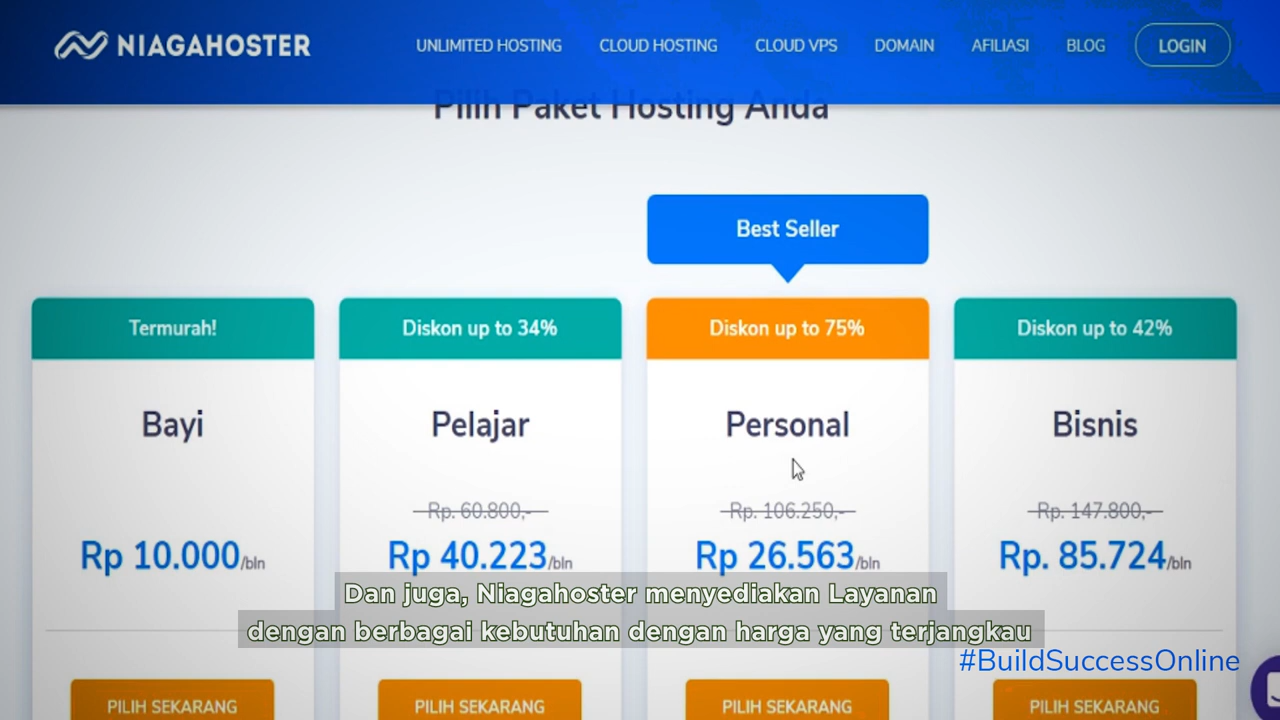 NIAGAHOSTER
UNLIMITED HOSTING CLOUD HOSTING CLOUD VPS DOMAIN AFILIASI BLOG LOGIN
Pilih Paket Hosting Anda
Best Seller
Termurah!
Diskon up to 34%
Diskon up to 75%
Diskon up to 42%
Bayi
Pelajar
Personal
Bisnis
Rp. 60.800,-
Rp. 106.250,-
Rp. 147.800,-
Rp 10.000/bln
Rp 40.223/bln
Rp 26.563/bln
Rp. 85.724/bln
Dan juga, Niagahoster menyediakan Layanan
dengan berbagai kebutuhan dengan harga yang terjangkau
#BuildSuccessOnline
PILIH SEKARANG
PILIH SEKARANG
PILIH SEKARANG
PILIH SEKARANG